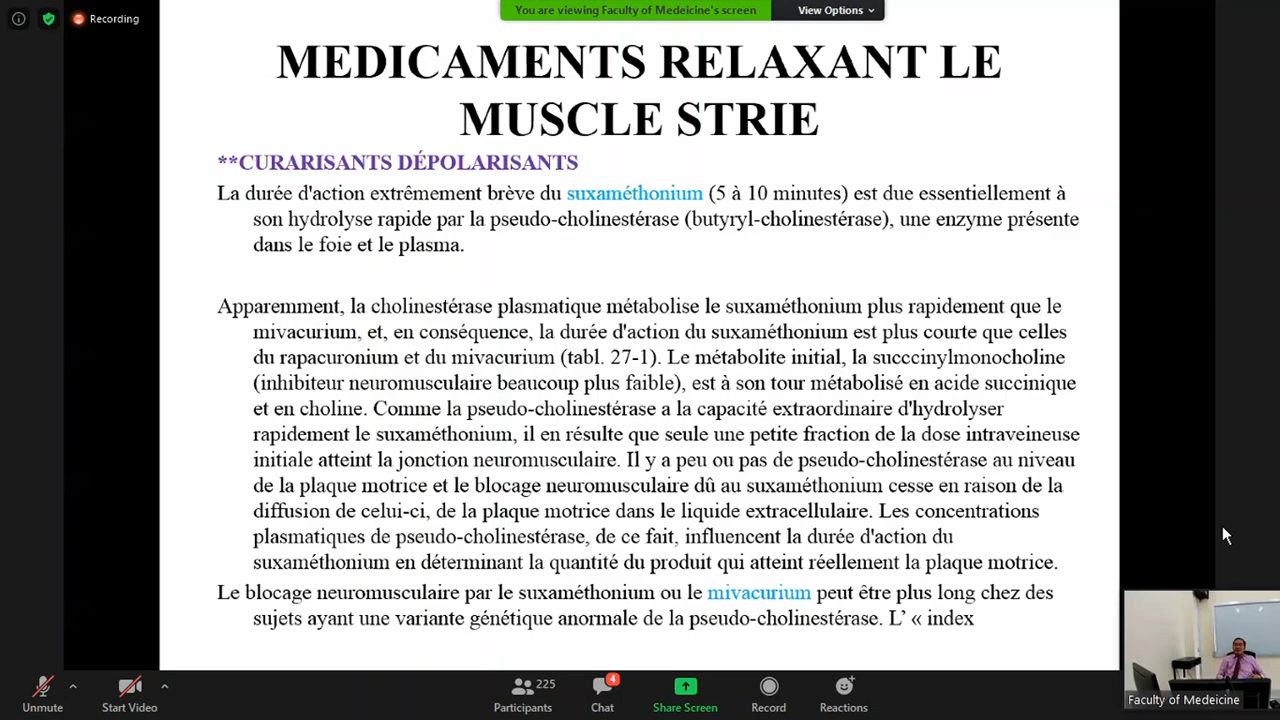 Recording
You are viewing Faculty of Medeicine's screen
View Options
MEDICAMENTS RELAXANT LE
MUSCLE STRIE
**CURARISANTS DÉPOLARISANTS
La durée d'action extrêmement brève du suxaméthonium (5 à 10 minutes) est due essentiellement à
son hydrolyse rapide par la pseudo-cholinestérase (butyryl-cholinestérase), une enzyme présente
dans le foie et le plasma.
Apparemment, la cholinestérase plasmatique métabolise le suxaméthonium plus rapidement que le
mivacurium, et, en conséquence, la durée d'action du suxaméthonium est plus courte que celles
du rapacuronium et du mivacurium (tabl. 27-1). Le métabolite initial, la succcinylmonocholine
(inhibiteur neuromusculaire beaucoup plus faible), est à son tour métabolisé en acide succinique
et en choline. Comme la pseudo-cholinestérase a la capacité extraordinaire d'hydrolyser
rapidement le suxaméthonium, il en résulte que seule une petite fraction de la dose intraveineuse
initiale atteint la jonction neuromusculaire. Il y a peu ou pas de pseudo-cholinestérase au niveau
de la plaque motrice et le blocage neuromusculaire dû au suxaméthonium cesse en raison de la
diffusion de celui-ci, de la plaque motrice dans le liquide extracellulaire. Les concentrations
plasmatiques de pseudo-cholinestérase, de ce fait, influencent la durée d'action du
suxaméthonium en déterminant la quantité du produit qui atteint réellement la plaque motrice.
Le blocage neuromusculaire par le suxaméthonium ou le mivacurium peut être plus long chez des
sujets ayant une variante génétique anormale de la pseudo-cholinestérase. L' « index
Faculty of Medeicine
Unmute
Start Video
225
Participants
4
Chat
Share Screen
Record
Reactions